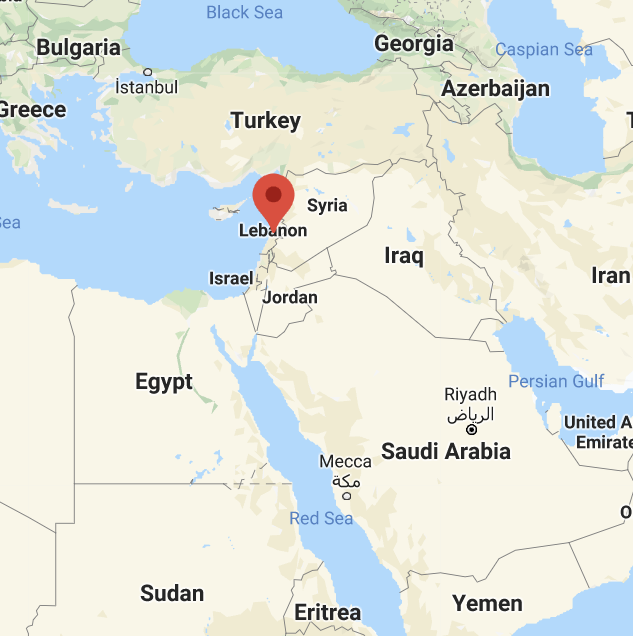 Black Sea
Bulgaria
Georgia
Caspian Sea
İstanbul
Azerbaijan
Greece
Turkey
Syria
Lebanon
Sea
Iraq
Israel
Iran
Jordan
Egypt
Persian Gulf
Riyadh
الرياض
United A
Emirate
Saudi Arabia
Mecca
مكة
O
Red Sea
Sudan
Eritrea
Yemen